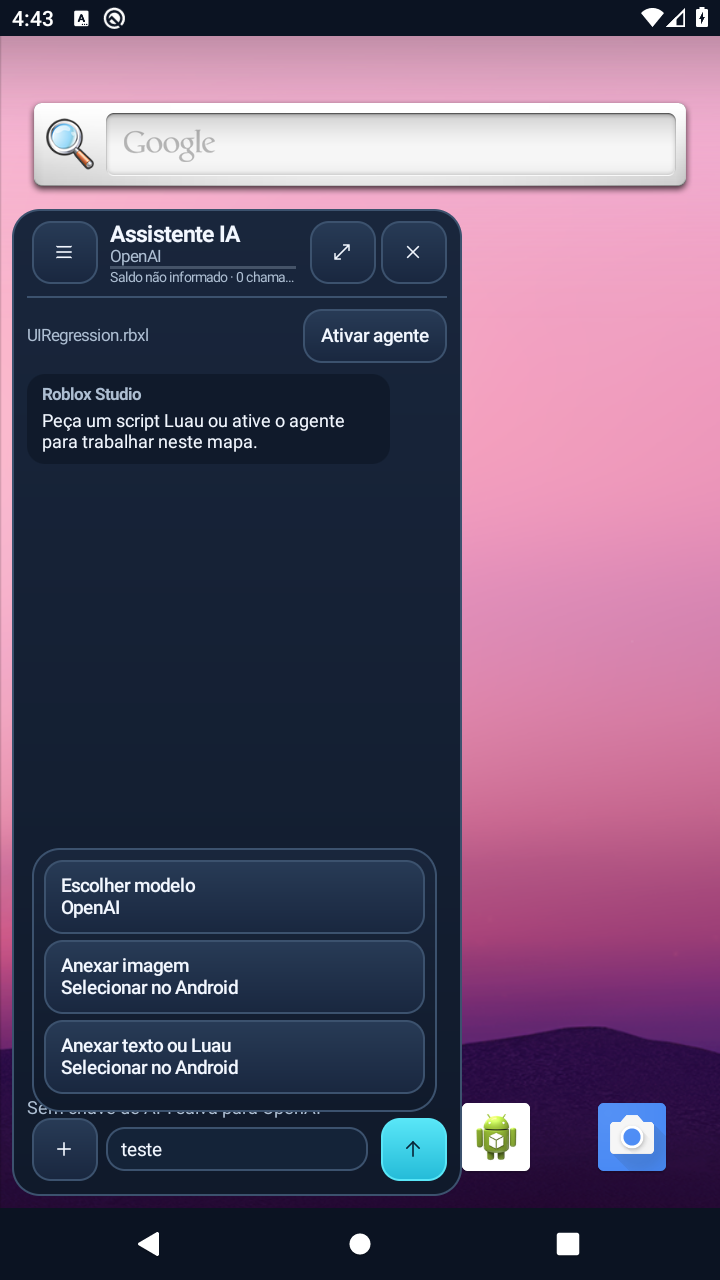 4:43
Google
Assistente IA
OpenAI
Saldo não informado · 0 chama...
UIRegression.rbxl
Ativar agente
Roblox Studio
Peça um script Luau ou ative o agente
para trabalhar neste mapa.
Escolher modelo
OpenAI
Anexar imagem
Selecionar no Android
Anexar texto ou Luau
Selecionar no Android
teste